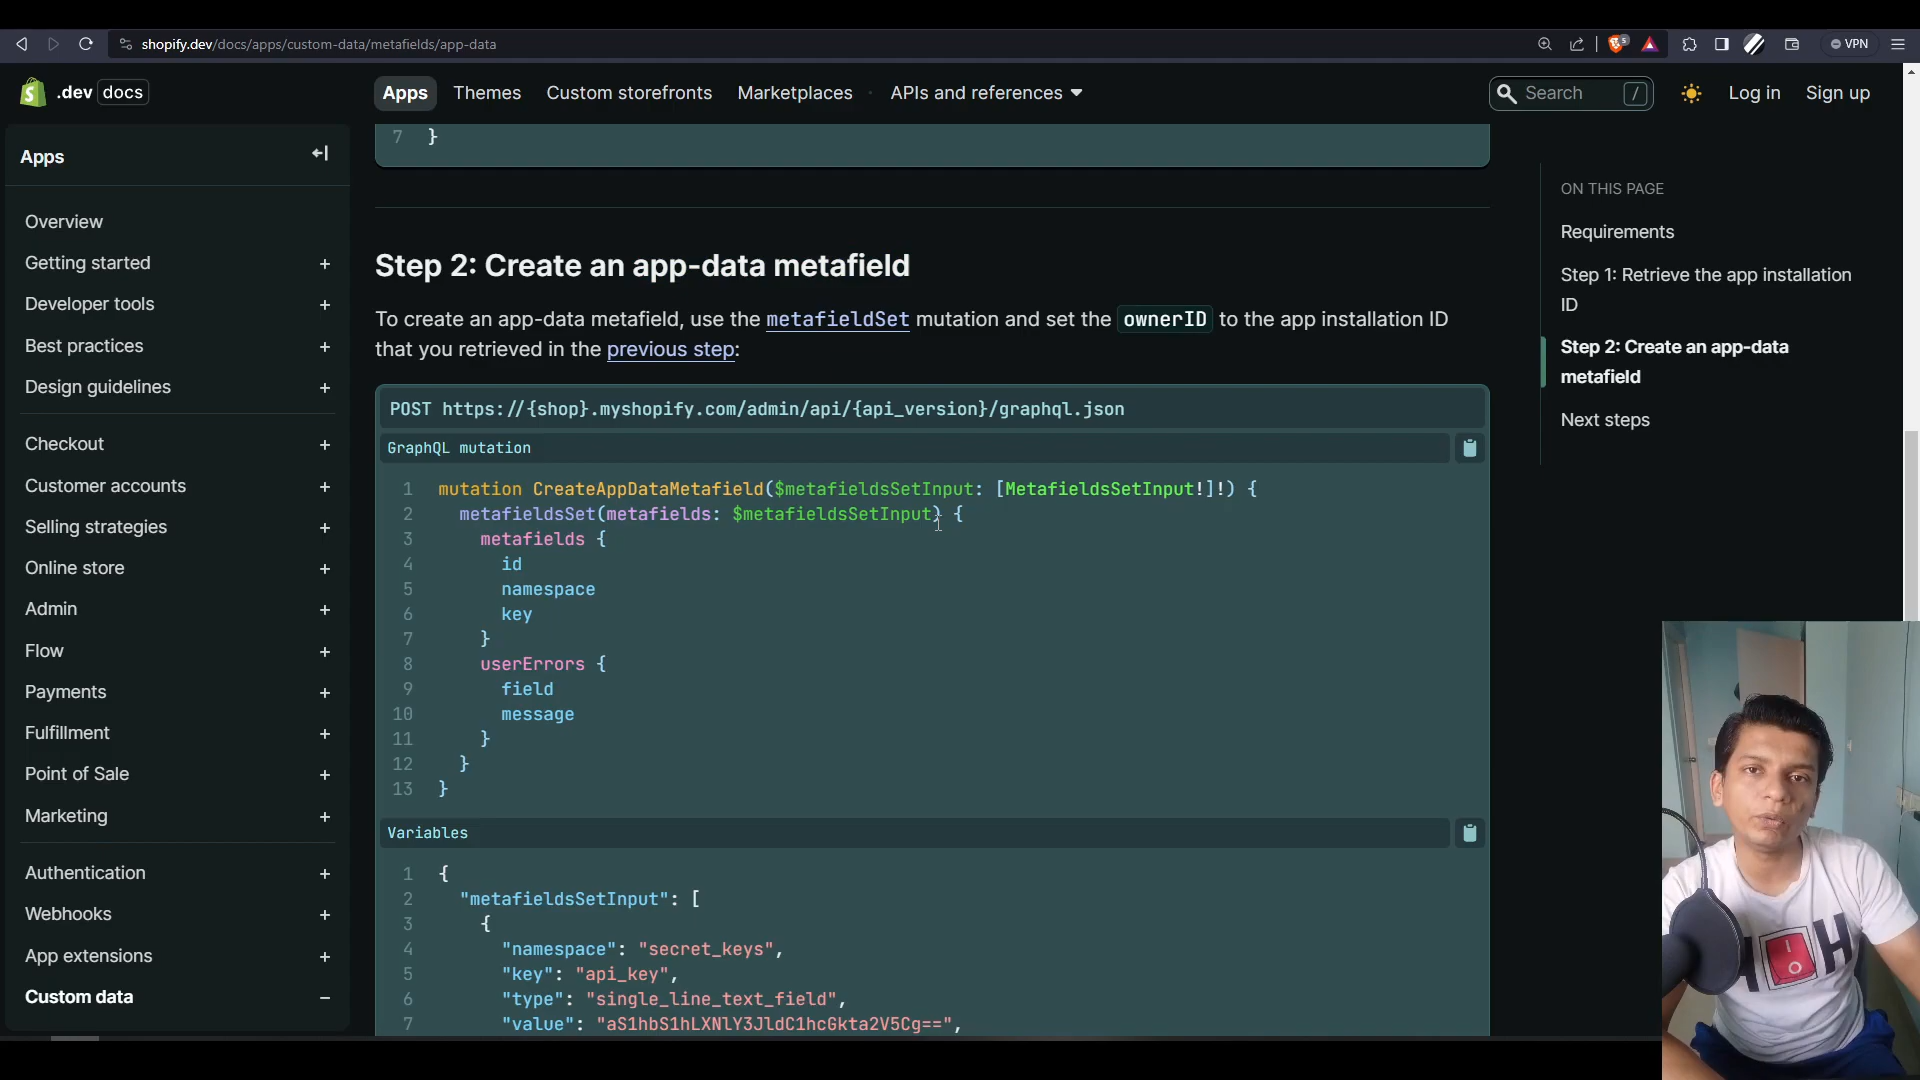 shopify.dev/docs/apps/custom-data/metafields/app-data
5
VPN
.dev docs
Apps
Themes
Custom storefronts
Marketplaces
APIs and references
Search
/
Log in
Sign up
Apps
Overview
Getting started +
Developer tools +
Best practices +
Design guidelines +
Checkout +
Customer accounts +
Selling strategies +
Online store +
Admin +
Flow +
Payments +
Fulfillment +
Point of Sale +
Marketing +
Authentication +
Webhooks +
App extensions +
Custom data −
7 }
Step 2: Create an app-data metafield
To create an app-data metafield, use the metafieldSet mutation and set the ownerID to the app installation ID
that you retrieved in the previous step:
POST https://{shop}.myshopify.com/admin/api/{api_version}/graphql.json
GraphQL mutation
1 mutation CreateAppDataMetafield($metafieldsSetInput: [MetafieldsSetInput!]!) {
2 metafieldsSet(metafields: $metafieldsSetInput) {
3 metafields {
4 id
5 namespace
6 key
7 }
8 userErrors {
9 field
10 message
11 }
12 }
13 }
Variables
1 {
2 "metafieldsSetInput": [
3 {
4 "namespace": "secret_keys",
5 "key": "api_key",
6 "type": "single_line_text_field",
7 "value": "aS1hbS1hLXNlY3JldC1hcGkta2V5Cg==",
ON THIS PAGE
Requirements
Step 1: Retrieve the app installation
ID
Step 2: Create an app-data
metafield
Next steps